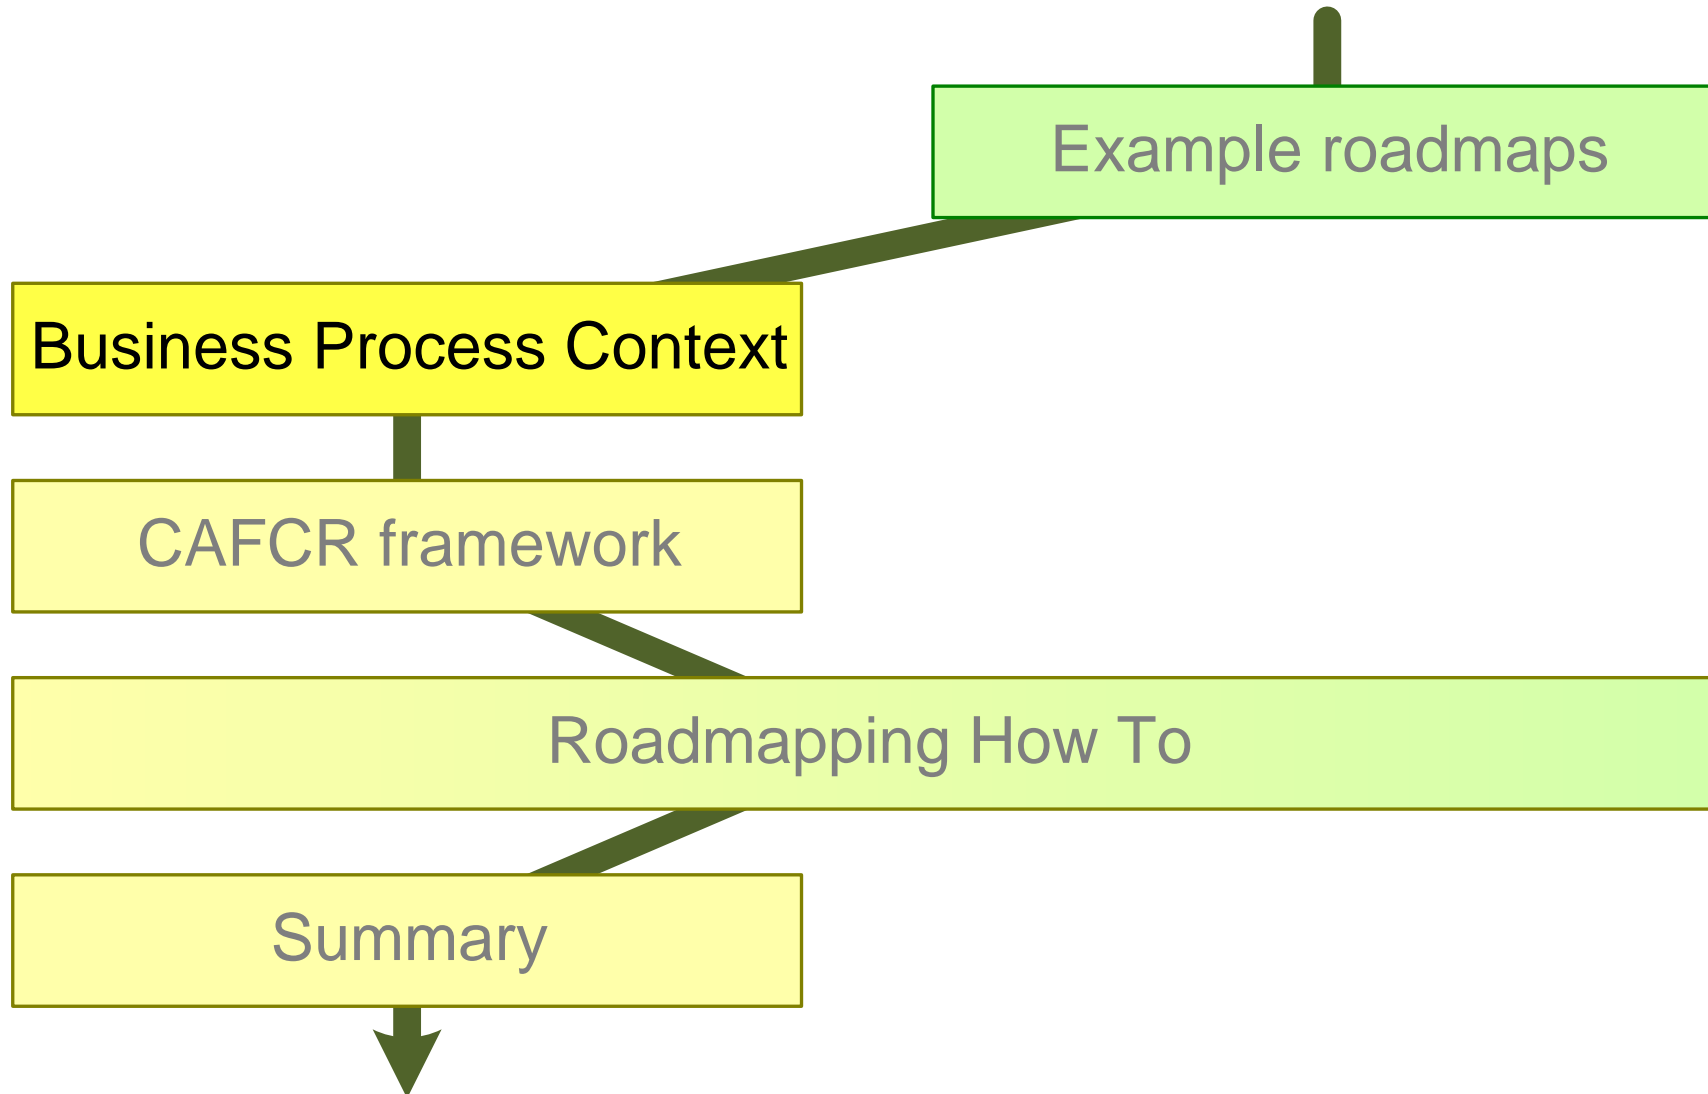 Example roadmaps
Business Process Context
CAFCR framework
Roadmapping How To
Summary